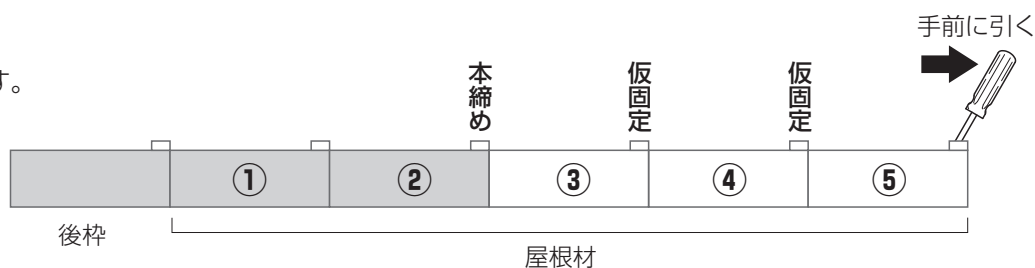 手前に引く
す。
本締め
仮固定
仮固定
① ② ③ ④ ⑤
後枠
屋根材